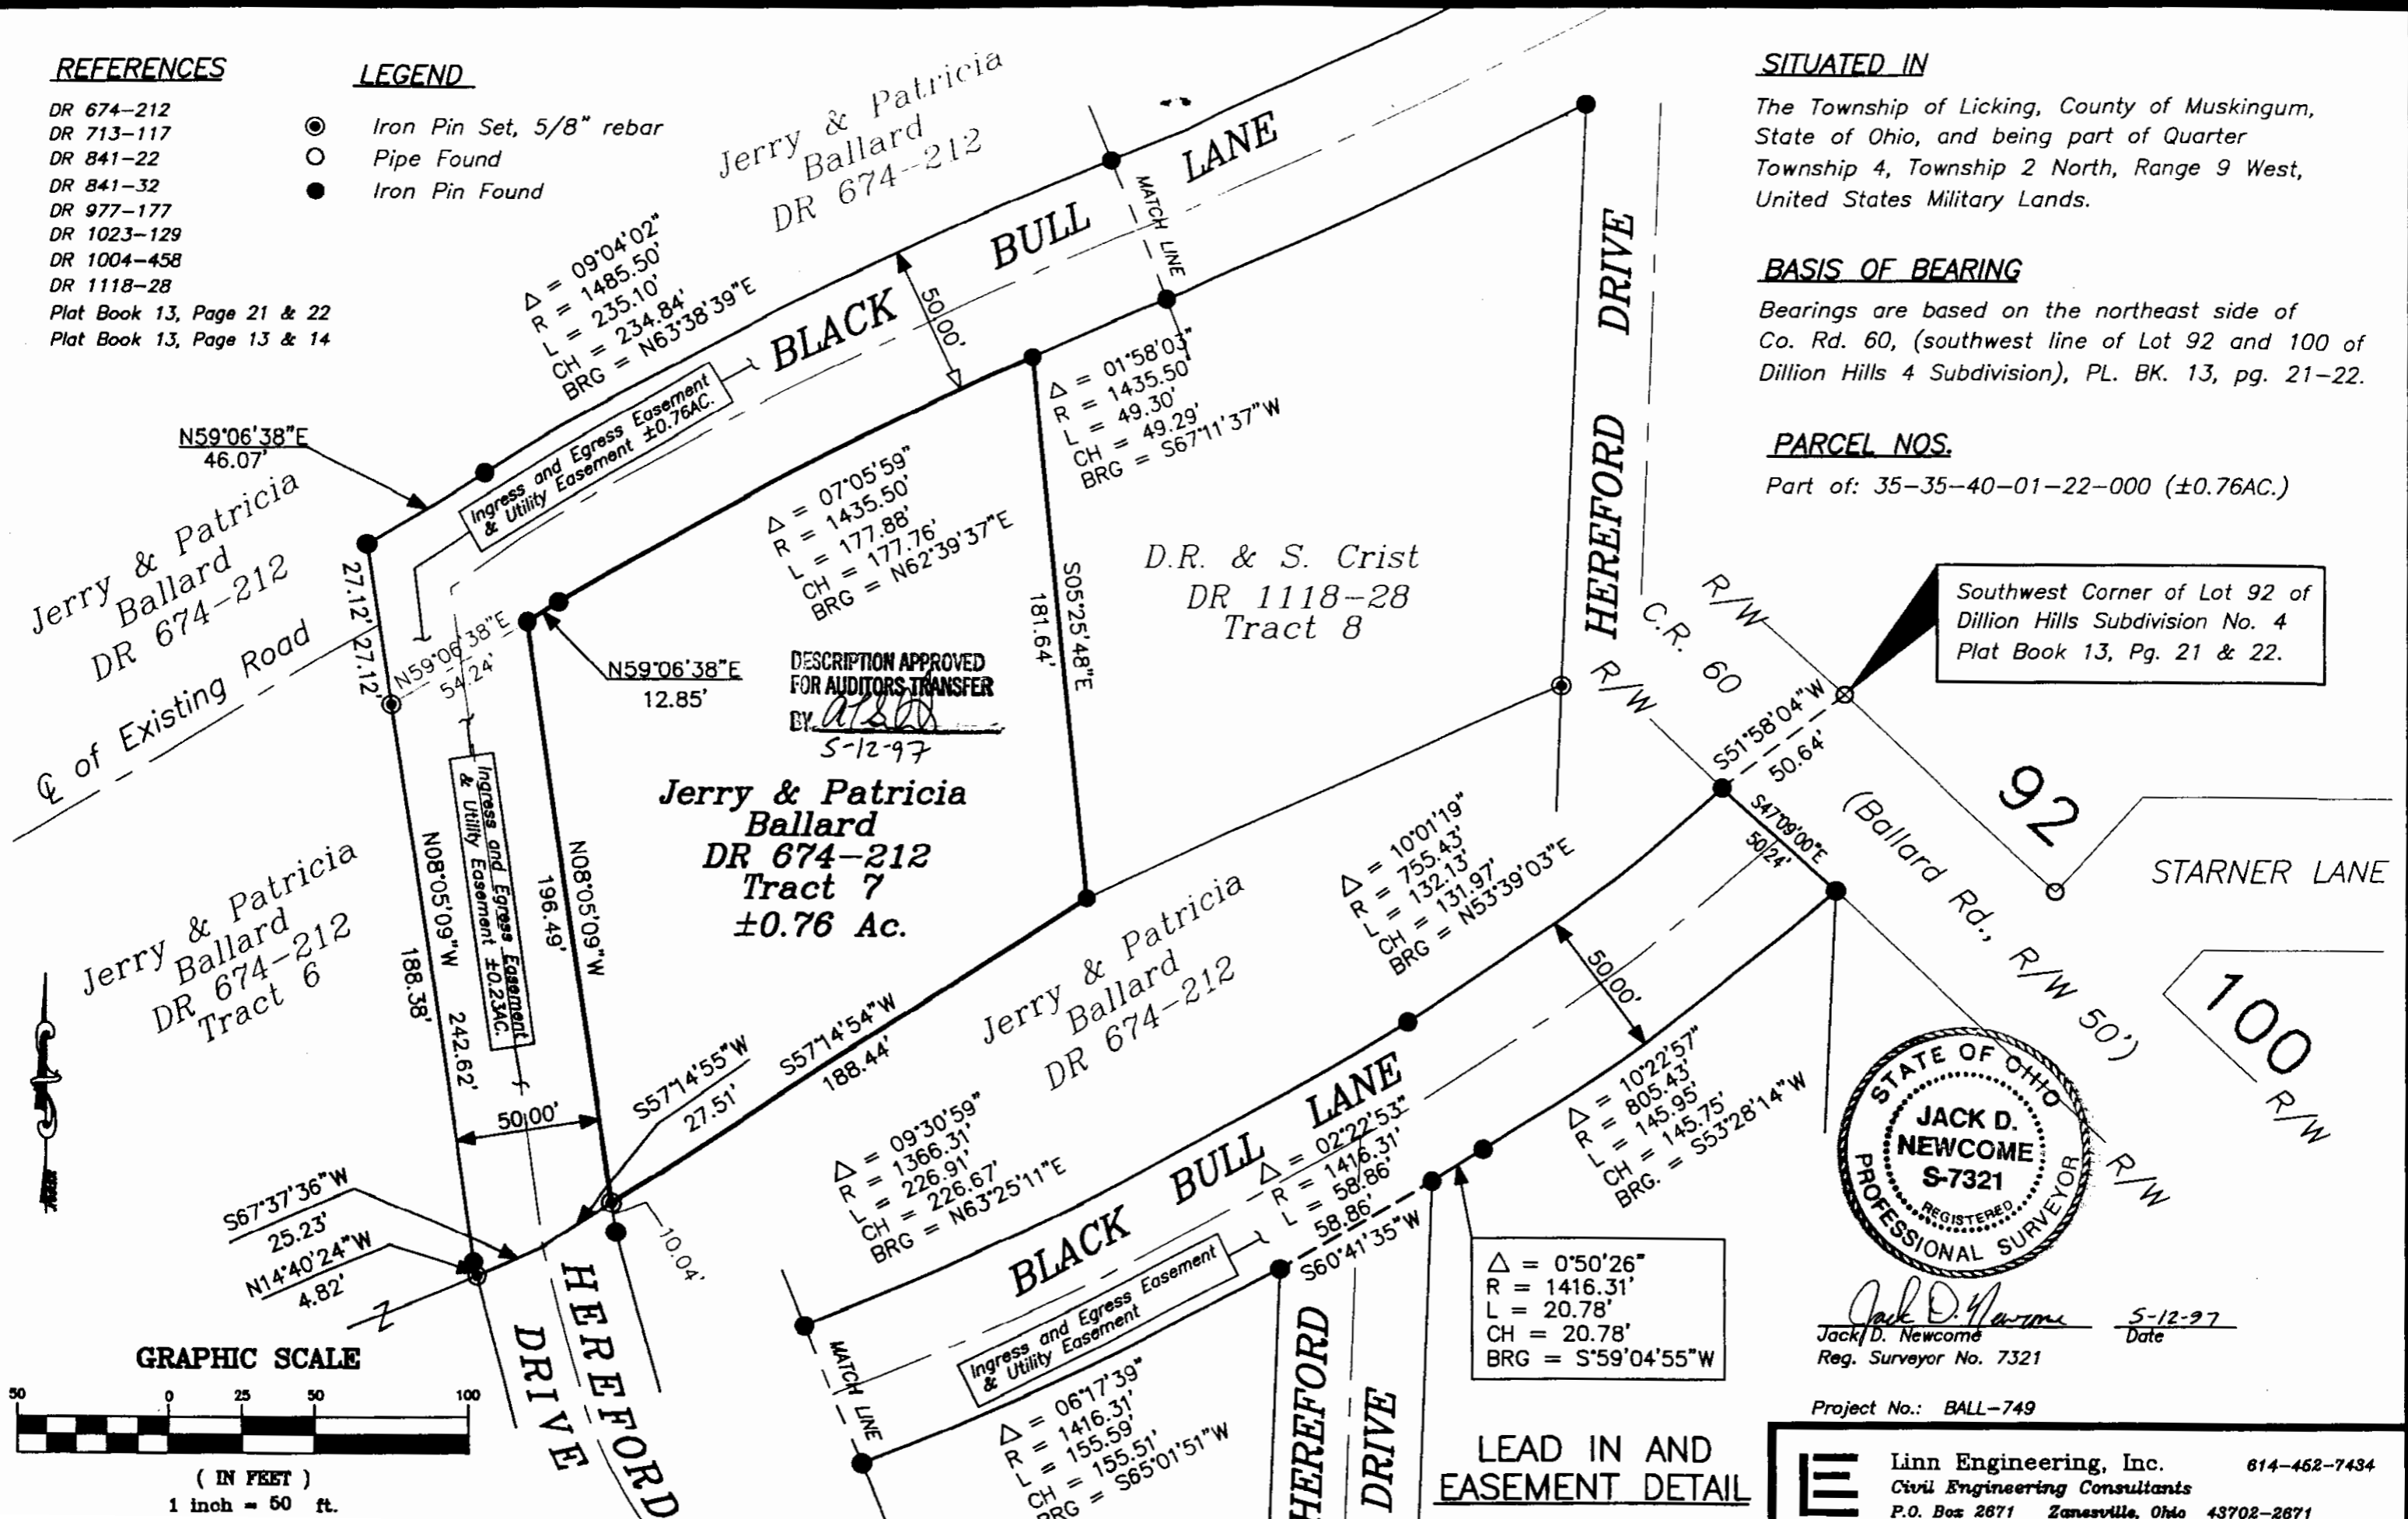 REFERENCES
DR 674-212
DR 713-117
DR 841-22
DR 841-32
DR 977-177
DR 1023-129
DR 1004-458
DR 1118-28
Plat Book 13, Page 21 & 22
Plat Book 13, Page 13 & 14
LEGEND
Iron Pin Set, 5/8" rebar
Pipe Found
Iron Pin Found
Jerry & Patricia
Ballard
DR 674-212
SITUATED IN
The Township of Licking, County of Muskingum,
State of Ohio, and being part of Quarter
Township 4, Township 2 North, Range 9 West,
United States Military Lands.
BASIS OF BEARING
Bearings are based on the northeast side of
Co. Rd. 60, (southwest line of Lot 92 and 100 of
Dillion Hills 4 Subdivision), PL. BK. 13, pg. 21-22.
PARCEL NOS.
Part of: 35-35-40-01-22-000 (±0.76AC.)
Δ = 09°04'02"
R = 1485.50'
L = 235.10'
CH = 234.84'
BRG = N63°38'39"E
BLACK BULL LANE
50.00'
MATCH LINE
HEREFORD DRIVE
N59°06'38"E
46.07'
Ingress and Egress Easement
& Utility Easement ±0.76AC.
Δ = 01°58'03"
R = 1435.50'
L = 49.30'
CH = 49.29'
BRG = S67°11'37"W
Δ = 07°05'59"
R = 1435.50'
L = 177.88'
CH = 177.76'
BRG = N62°39'37"E
Jerry & Patricia
Ballard
DR 674-212
27.12' 27.12'
℄ of Existing Road
N59°06'38"E
54.24'
N59°06'38"E
12.85'
DESCRIPTION APPROVED
FOR AUDITORS TRANSFER
BY
5-12-97
Jerry & Patricia
Ballard
DR 674-212
Tract 7
±0.76 Ac.
S05°25'48"E
181.64'
D.R. & S. Crist
DR 1118-28
Tract 8
R/W
C.R. 60
R/W
Southwest Corner of Lot 92 of
Dillion Hills Subdivision No. 4
Plat Book 13, Pg. 21 & 22.
S51°58'04"W
50.64'
S47°09'00"E
50.24'
92
(Ballard Rd., R/W 50')
STARNER LANE
100
R/W
R/W
Jerry & Patricia
Ballard
DR 674-212
Tract 6
N08°05'09"W
188.38'
242.62'
Ingress and Egress Easement
& Utility Easement ±0.23AC.
N08°05'09"W
196.49'
50.00'
S57°14'55"W
27.51'
S57°14'54"W
188.44'
Jerry & Patricia
Ballard
DR 674-212
Δ = 10°01'19"
R = 755.43'
L = 132.13'
CH = 131.97'
BRG = N53°39'03"E
50.00'
Δ = 10°22'57"
R = 805.43'
L = 145.95'
CH = 145.75'
BRG. = S53°28'14"W
Δ = 09°30'59"
R = 1366.31'
L = 226.91'
CH = 226.67'
BRG = N63°25'11"E
BLACK BULL LANE
Δ = 02°22'53"
R = 1416.31'
L = 58.86'
58.86'
S60°41'35"W
S67°37'36"W
25.23'
N14°40'24"W
4.82'
N
10.04'
HEREFORD
DRIVE
Ingress and Egress Easement
& Utility Easement
MATCH LINE
Δ = 06°17'39"
R = 1416.31'
L = 155.59'
CH = 155.51'
BRG = S65°01'51"W
HEREFORD
DRIVE
Δ = 0°50'26"
R = 1416.31'
L = 20.78'
CH = 20.78'
BRG = S°59'04'55"W
STATE OF OHIO
JACK D.
NEWCOME
S-7321
REGISTERED
PROFESSIONAL SURVEYOR
Jack D. Newcome 5-12-97
Jack D. Newcome Date
Reg. Surveyor No. 7321
Project No.: BALL-749
GRAPHIC SCALE
50 0 25 50 100
( IN FEET )
1 inch = 50 ft.
LEAD IN AND
EASEMENT DETAIL
Linn Engineering, Inc. 614-452-7434
Civil Engineering Consultants
P.O. Box 2671 Zanesville, Ohio 43702-2671